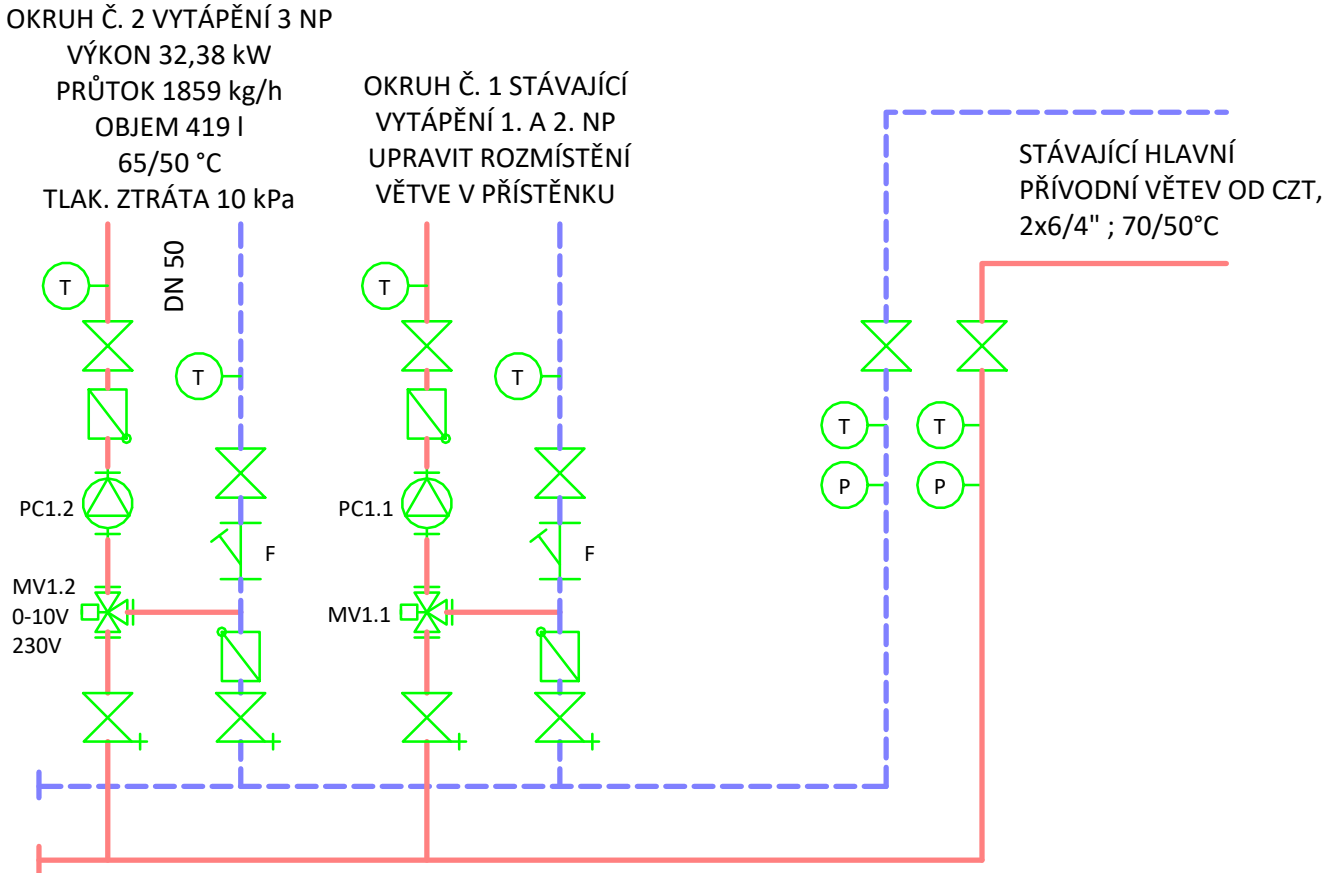 OKRUH Č. 2 VYTÁPĚNÍ 3 NP
VÝKON 32,38 kW
PRŮTOK 1859 kg/h
OBJEM 419 l
65/50 °C
TLAK. ZTRÁTA 10 kPa
OKRUH Č. 1 STÁVAJÍCÍ
VYTÁPĚNÍ 1. A 2. NP
UPRAVIT ROZMÍSTĚNÍ
VĚTVE V PŘÍSTĚNKU
STÁVAJÍCÍ HLAVNÍ
PŘÍVODNÍ VĚTEV OD CZT,
2x6/4" ; 70/50°C
DN 50
T
T
T
T
T
T
P
P
PC1.2
PC1.1
F
F
MV1.2
0-10V
230V
MV1.1